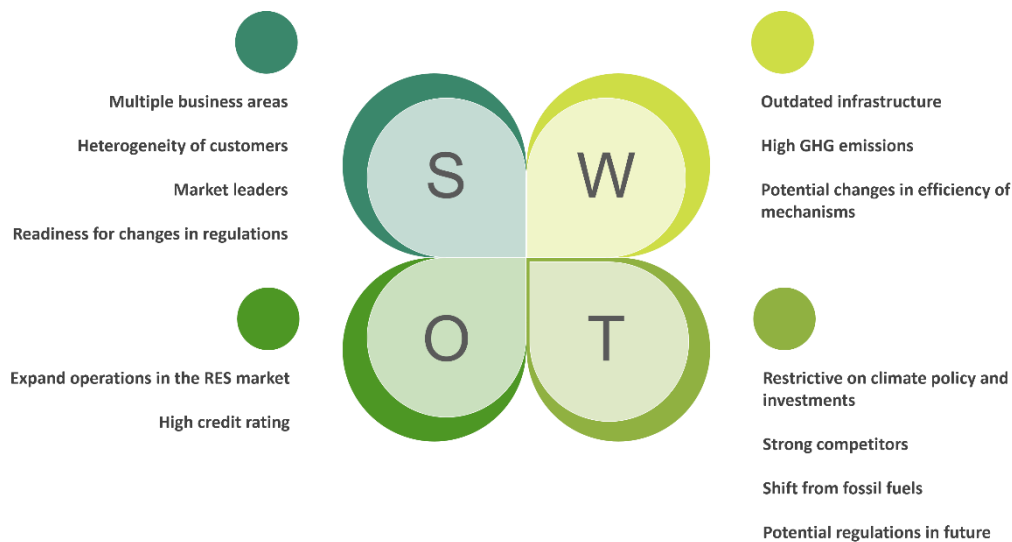 Multiple business areas
Heterogeneity of customers
Market leaders
Readiness for changes in regulations
S
W
Outdated infrastructure
High GHG emissions
Potential changes in efficiency of
mechanisms
Expand operations in the RES market
High credit rating
O
T
Restrictive on climate policy and
investments
Strong competitors
Shift from fossil fuels
Potential regulations in future